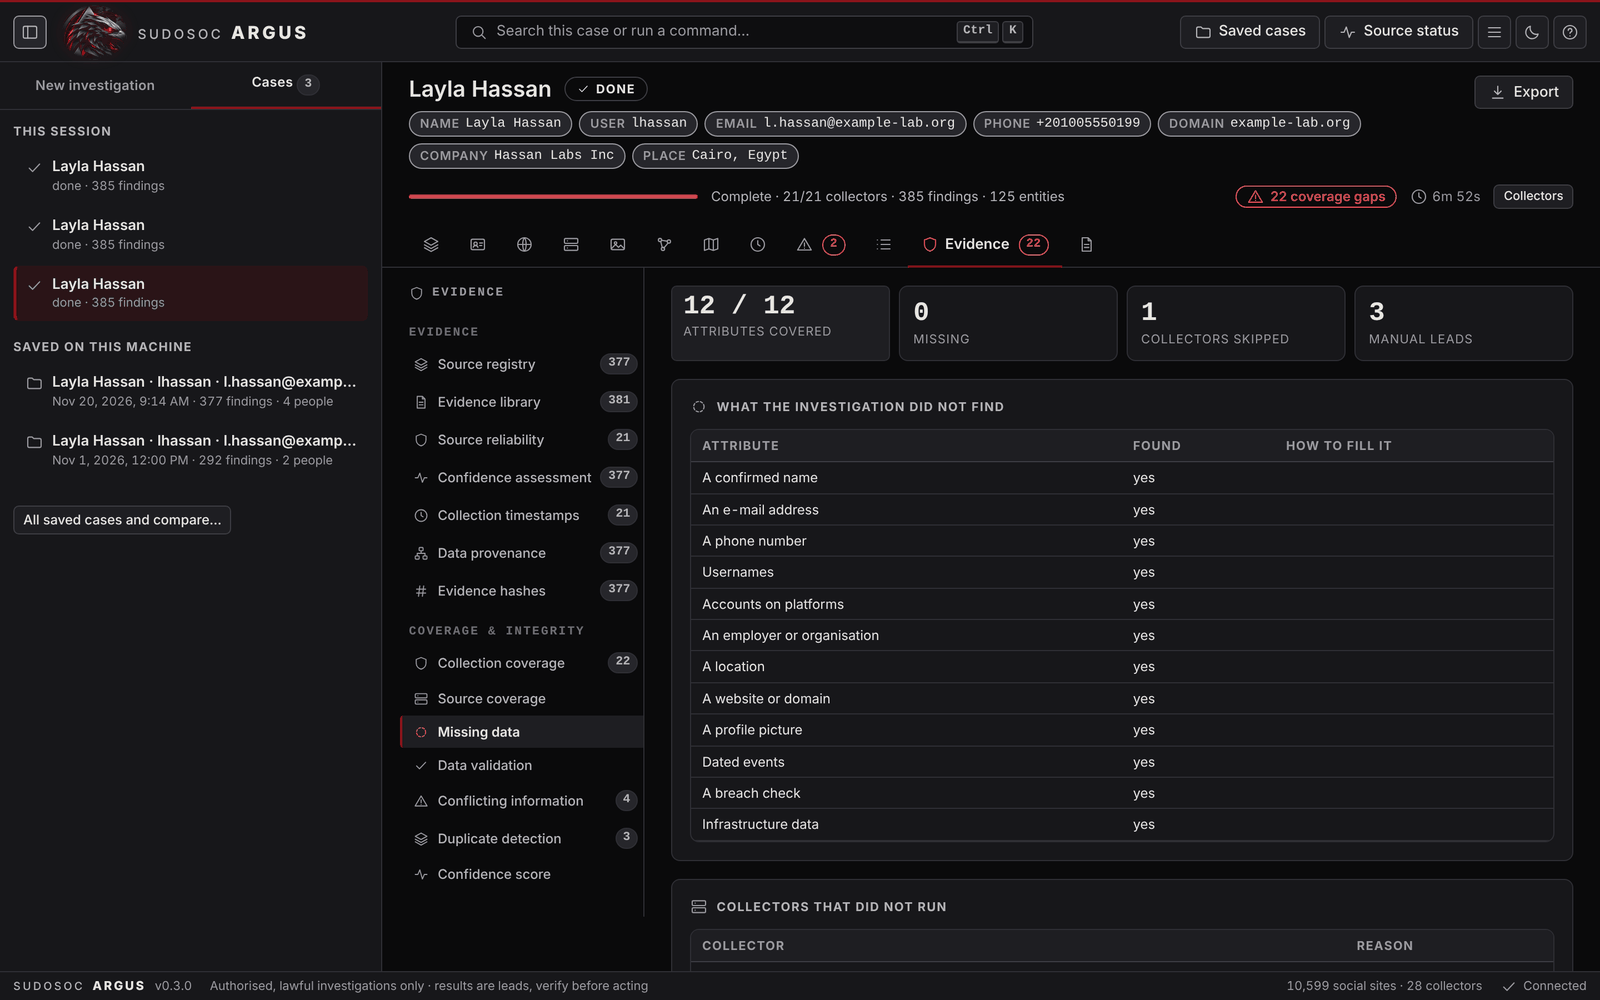 SUDOSOC ARGUS
Search this case or run a command...
Ctrl K
Saved cases
Source status
New investigation
Cases 3
THIS SESSION
Layla Hassan
done · 385 findings
Layla Hassan
done · 385 findings
Layla Hassan
done · 385 findings
SAVED ON THIS MACHINE
Layla Hassan · lhassan · l.hassan@examp...
Nov 20, 2026, 9:14 AM · 377 findings · 4 people
Layla Hassan · lhassan · l.hassan@examp...
Nov 1, 2026, 12:00 PM · 292 findings · 2 people
All saved cases and compare...
Layla Hassan
DONE
Export
NAME Layla Hassan
USER lhassan
EMAIL l.hassan@example-lab.org
PHONE +201005550199
DOMAIN example-lab.org
COMPANY Hassan Labs Inc
PLACE Cairo, Egypt
Complete · 21/21 collectors · 385 findings · 125 entities
22 coverage gaps
6m 52s
Collectors
2
Evidence 22
EVIDENCE
EVIDENCE
Source registry 377
Evidence library 381
Source reliability 21
Confidence assessment 377
Collection timestamps 21
Data provenance 377
Evidence hashes 377
COVERAGE & INTEGRITY
Collection coverage 22
Source coverage
Missing data
Data validation
Conflicting information 4
Duplicate detection 3
Confidence score
12 / 12
ATTRIBUTES COVERED
0
MISSING
1
COLLECTORS SKIPPED
3
MANUAL LEADS
WHAT THE INVESTIGATION DID NOT FIND
ATTRIBUTE FOUND HOW TO FILL IT
A confirmed name yes
An e-mail address yes
A phone number yes
Usernames yes
Accounts on platforms yes
An employer or organisation yes
A location yes
A website or domain yes
A profile picture yes
Dated events yes
A breach check yes
Infrastructure data yes
COLLECTORS THAT DID NOT RUN
COLLECTOR REASON
SUDOSOC ARGUS v0.3.0 Authorised, lawful investigations only · results are leads, verify before acting
10,599 social sites · 28 collectors
Connected